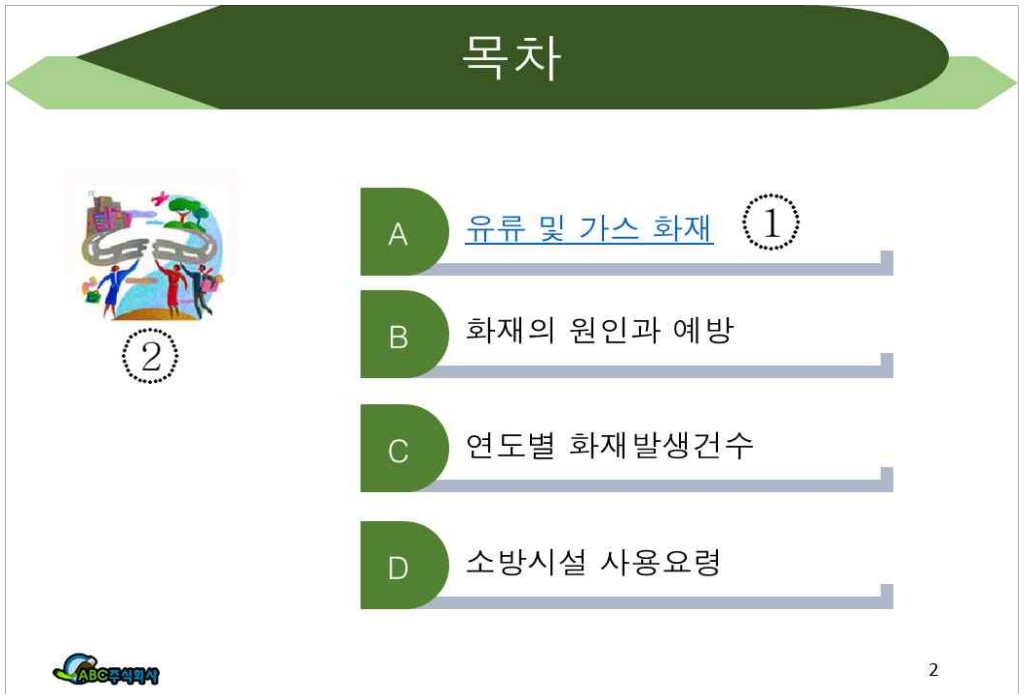 목차
A 유류 및 가스 화재 ①
B 화재의 원인과 예방
②
C 연도별 화재발생건수
D 소방시설 사용요령
ABC주식회사
2